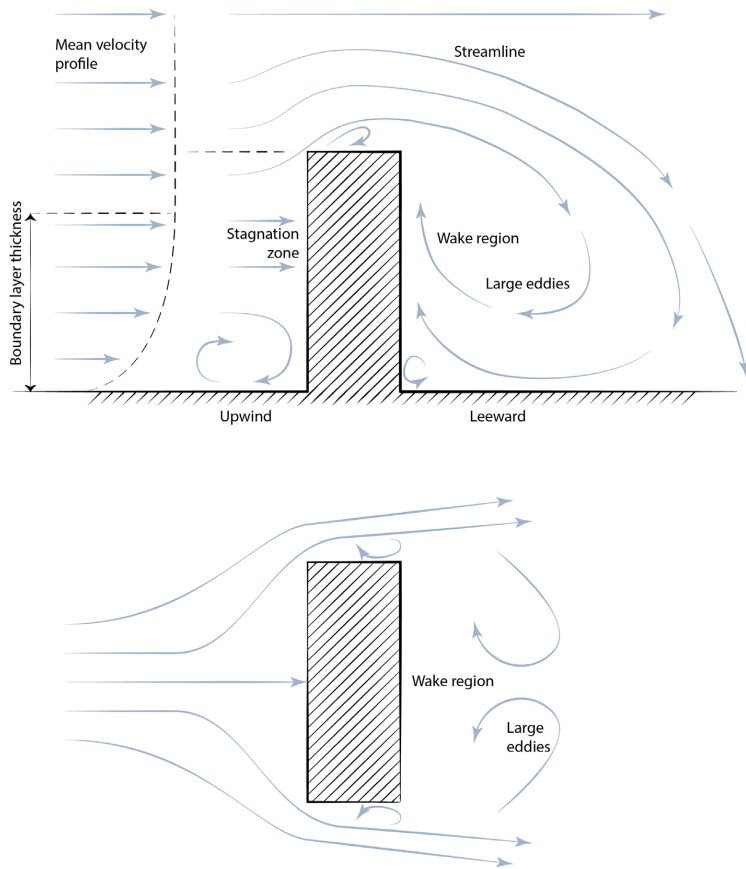 Mean velocity
profile
Streamline
Boundary layer thickness
Stagnation
zone
Wake region
Large eddies
Upwind
Leeward
Wake region
Large
eddies